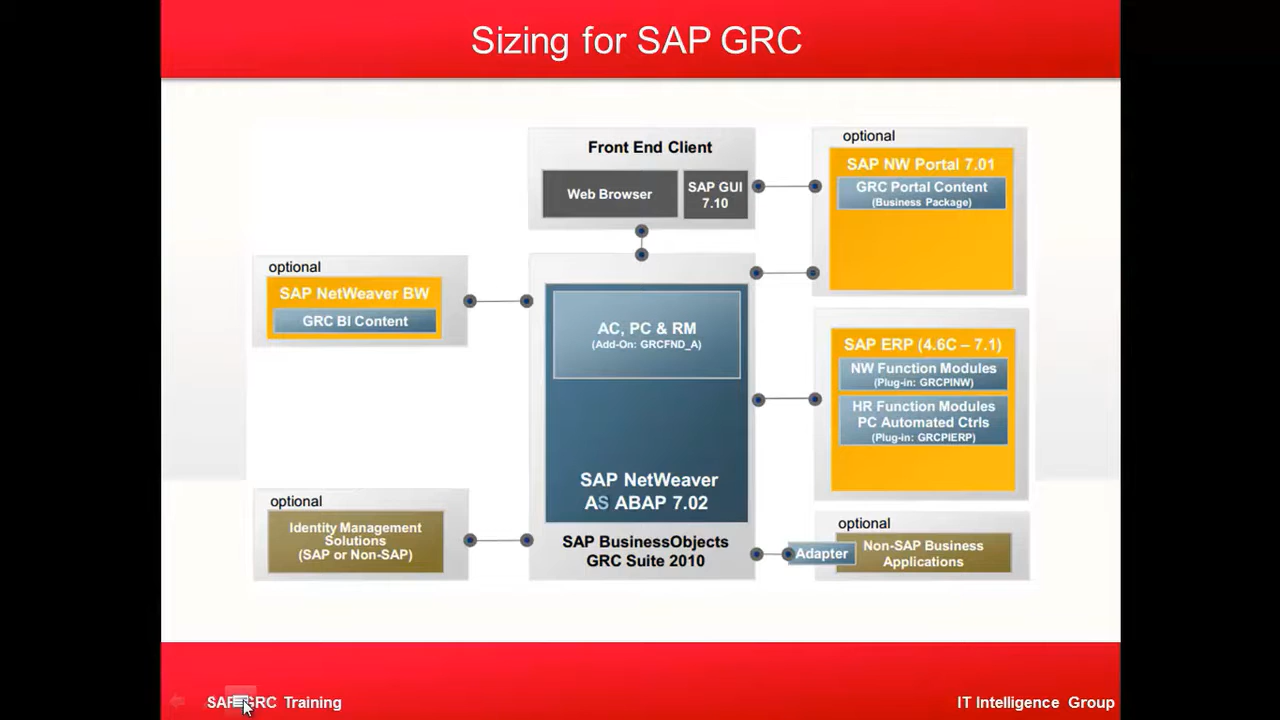 Sizing for SAP GRC
Front End Client
Web Browser
SAP GUI
7.10
optional
SAP NW Portal 7.01
GRC Portal Content
(Business Package)
optional
SAP NetWeaver BW
GRC BI Content
AC, PC & RM
(Add-On: GRCFND_A)
SAP NetWeaver
AS ABAP 7.02
SAP BusinessObjects
GRC Suite 2010
SAP ERP (4.6C – 7.1)
NW Function Modules
(Plug-in: GRCPINW)
HR Function Modules
PC Automated Ctrls
(Plug-in: GRCPIERP)
optional
Identity Management
Solutions
(SAP or Non-SAP)
optional
Adapter
Non-SAP Business
Applications
SAP GRC Training
IT Intelligence Group